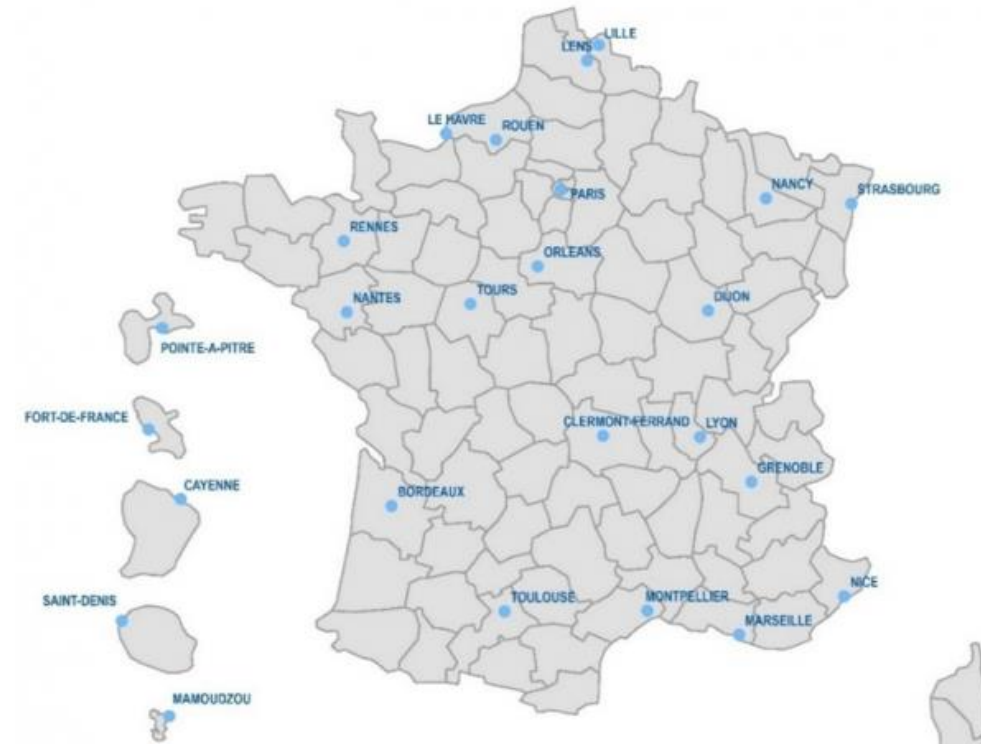 LILLE
LENS
LE HAVRE
ROUEN
PARIS
NANCY
STRASBOURG
RENNES
ORLEANS
NANTES
TOURS
DIJON
POINTE-A-PITRE
FORT-DE-FRANCE
CLERMONT-FERRAND
LYON
GRENOBLE
CAYENNE
BORDEAUX
NICE
SAINT-DENIS
TOULOUSE
MONTPELLIER
MARSEILLE
MAMOUDZOU